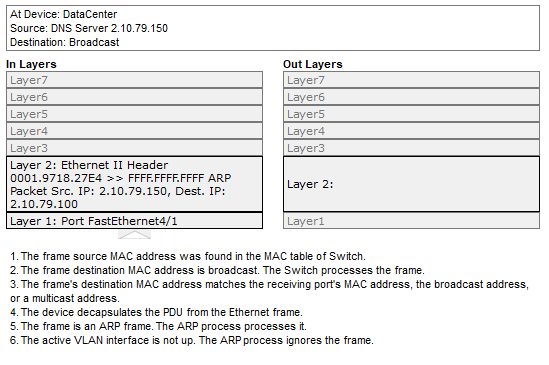 At Device: DataCenter
Source: DNS Server 2.10.79.150
Destination: Broadcast
In Layers
Layer7
Layer6
Layer5
Layer4
Layer3
Layer 2: Ethernet II Header
0001.9718.27E4 >> FFFF.FFFF.FFFF ARP
Packet Src. IP: 2.10.79.150, Dest. IP:
2.10.79.100
Layer 1: Port FastEthernet4/1
Out Layers
Layer7
Layer6
Layer5
Layer4
Layer3
Layer 2:
Layer1
1. The frame source MAC address was found in the MAC table of Switch.
2. The frame destination MAC address is broadcast. The Switch processes the frame.
3. The frame's destination MAC address matches the receiving port's MAC address, the broadcast address,
or a multicast address.
4. The device decapsulates the PDU from the Ethernet frame.
5. The frame is an ARP frame. The ARP process processes it.
6. The active VLAN interface is not up. The ARP process ignores the frame.